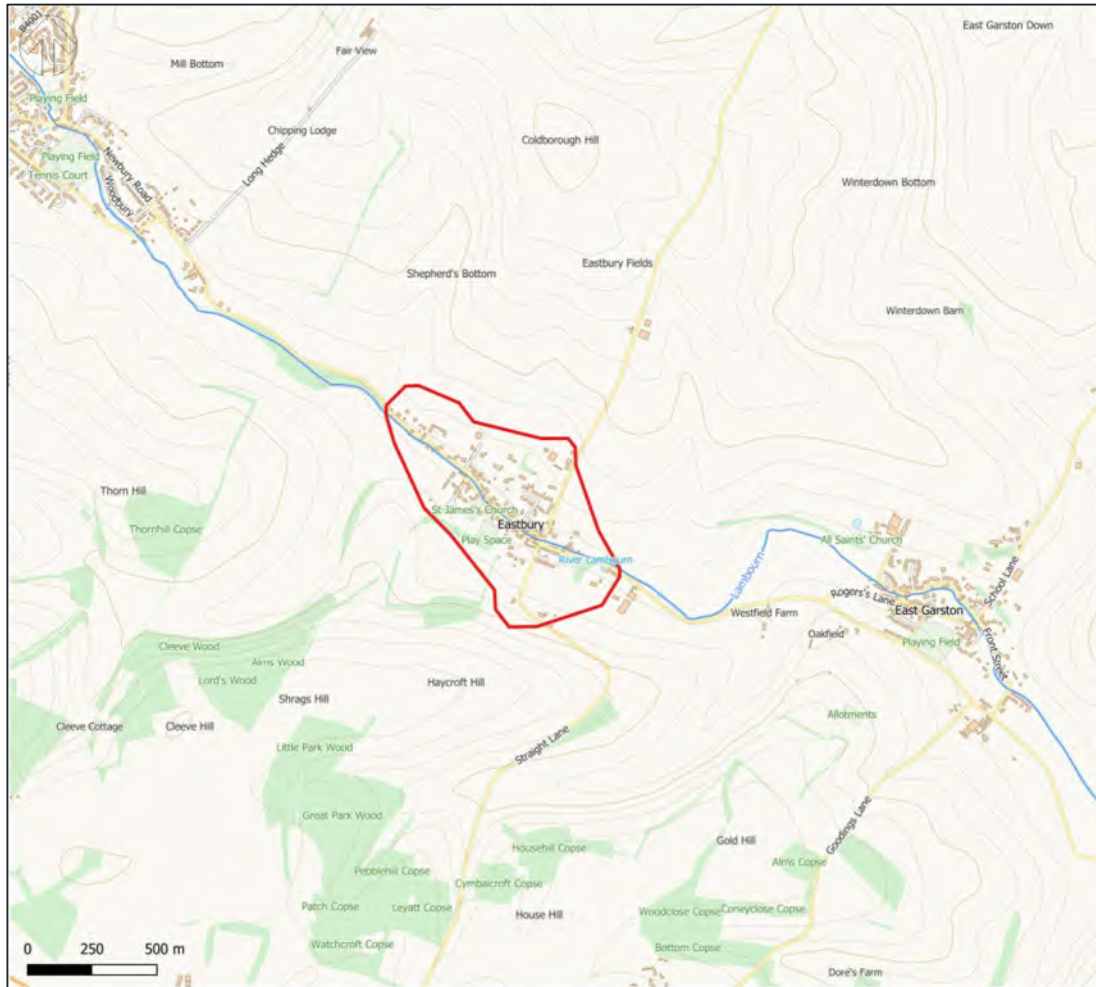 B4001
Fair View
East Garston Down
Mill Bottom
Playing Field
Chipping Lodge
Coldborough Hill
Long Hedge
Playing Field
Newbury Road
Tennis Court
Woodbury
Winterdown Bottom
Eastbury Fields
Shepherd's Bottom
Winterdown Barn
Thorn Hill
Thornhill Copse
St James's Church
Eastbury
Play Space
River Lambourn
Lambourn
All Saints' Church
School Lane
Rogers's Lane
East Garston
Westfield Farm
Oakfield
Playing Field
Front Street
Cleeve Wood
Alms Wood
Lord's Wood
Haycroft Hill
Shrags Hill
Cleeve Cottage
Cleeve Hill
Allotments
Little Park Wood
Straight Lane
Great Park Wood
Gold Hill
Goodings Lane
Househill Copse
Alms Copse
Pebblehill Copse
Cymbalcroft Copse
Patch Copse
Leyatt Copse
House Hill
Woodclose Copse
Coneyclose Copse
Watchcroft Copse
Bottom Copse
Dore's Farm
0 250 500 m